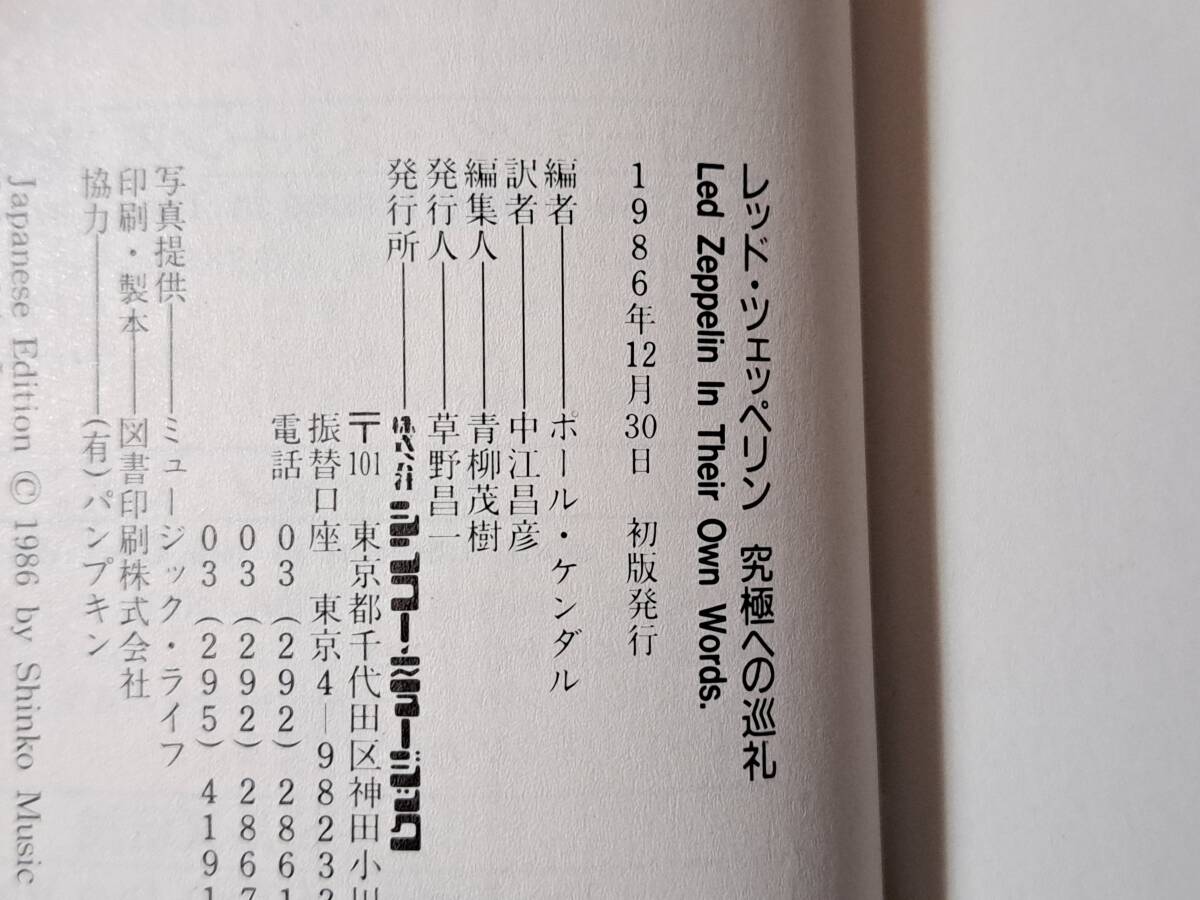 レッド・ツェッペリン 究極への巡礼
Led Zeppelin In Their Own Words.
1986年12月30日 初版発行
編者――ポール・ケンダル
訳者――中江昌彦
編集人――青柳茂樹
発行人――草野昌一
発行所――株式会社シンコー・ミュージック
〒101 東京都千代田区神田小川
振替口座 東京4-98232
電話 03(292)2861
03(292)2867
03(295)4191
写真提供――ミュージック・ライフ
印刷・製本――図書印刷株式会社
協力――(有)パンプキン
Japanese Edition © 1986 by Shinko Music